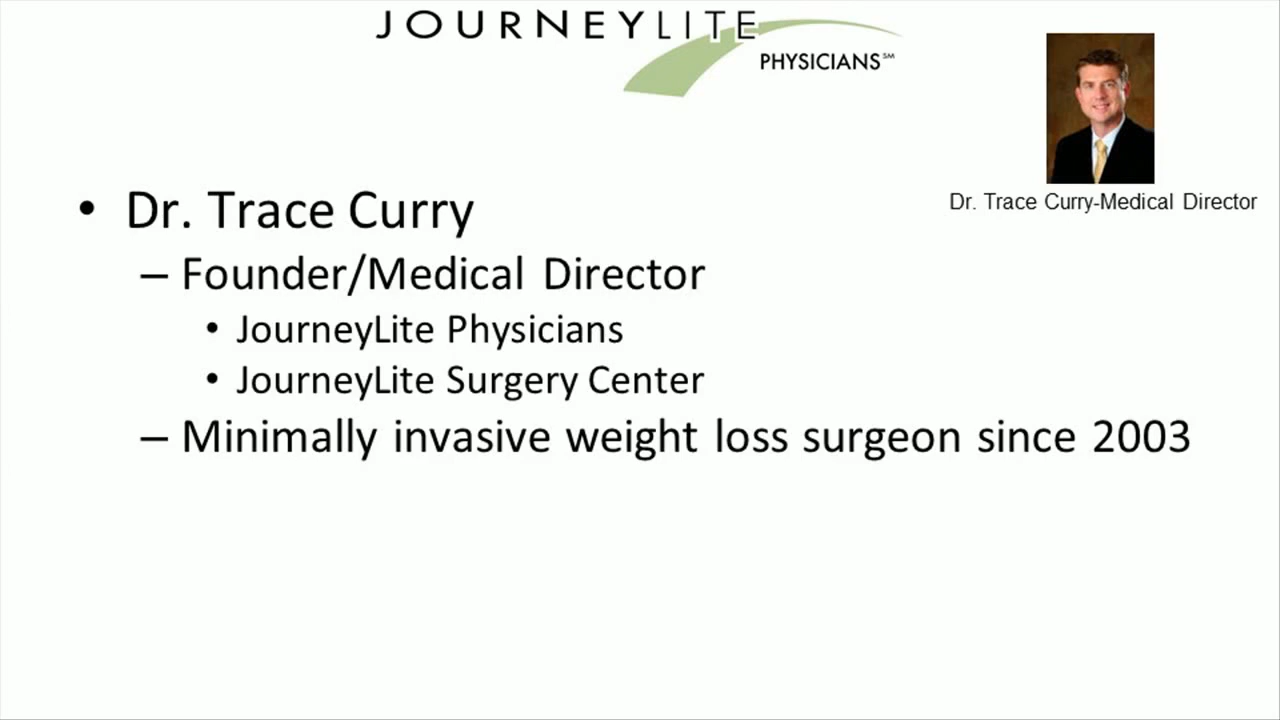 JOURNEYLITE
PHYSICIANS℠
Dr. Trace Curry-Medical Director
• Dr. Trace Curry
– Founder/Medical Director
• JourneyLite Physicians
• JourneyLite Surgery Center
– Minimally invasive weight loss surgeon since 2003